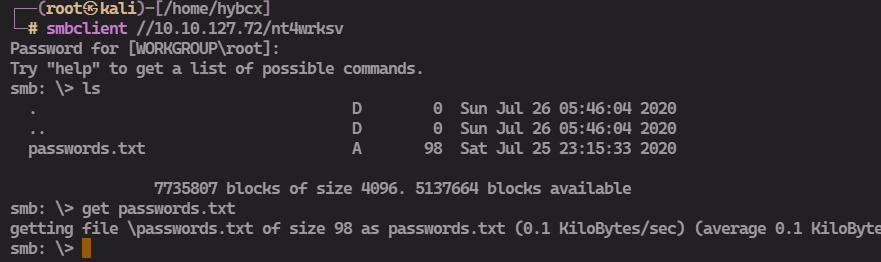 (root㉿kali)-[/home/hybcx]
# smbclient //10.10.127.72/nt4wrksv
Password for [WORKGROUP\root]:
Try "help" to get a list of possible commands.
smb: \> ls
. D 0 Sun Jul 26 05:46:04 2020
.. D 0 Sun Jul 26 05:46:04 2020
passwords.txt A 98 Sat Jul 25 23:15:33 2020
7735807 blocks of size 4096. 5137664 blocks available
smb: \> get passwords.txt
getting file \passwords.txt of size 98 as passwords.txt (0.1 KiloBytes/sec) (average 0.1 KiloByte
smb: \>